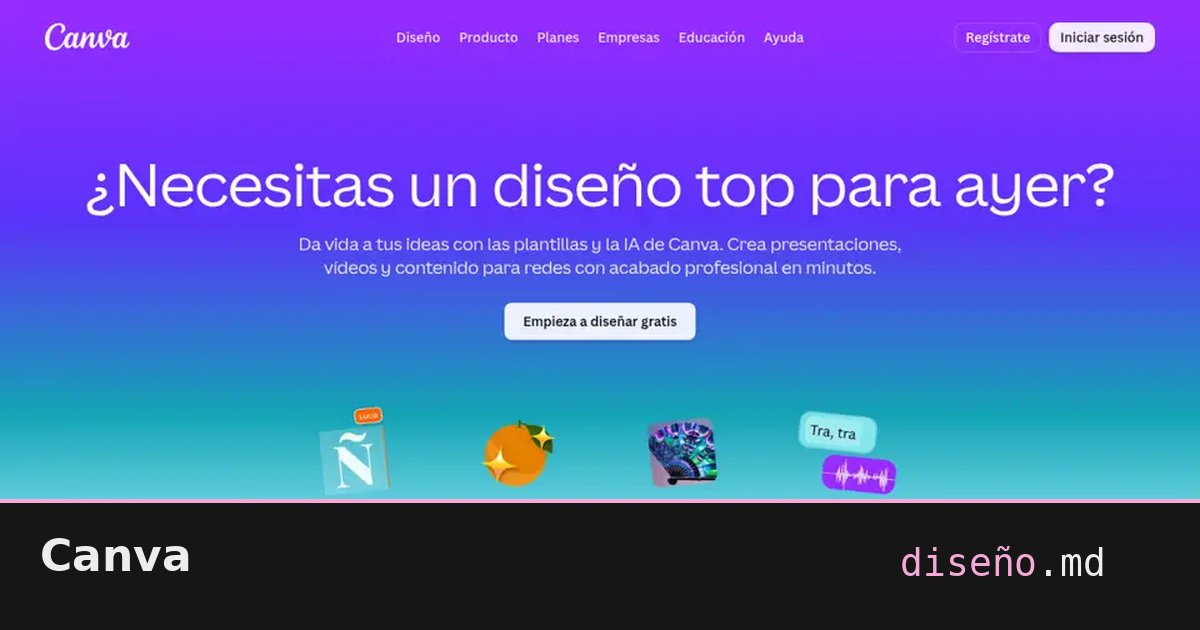 Canva
Diseño Producto Planes Empresas Educación Ayuda
Regístrate
Iniciar sesión
¿Necesitas un diseño top para ayer?
Da vida a tus ideas con las plantillas y la IA de Canva. Crea presentaciones,
vídeos y contenido para redes con acabado profesional en minutos.
Empieza a diseñar gratis
Lucía
Ñ
Tra, tra
Canva
diseño.md